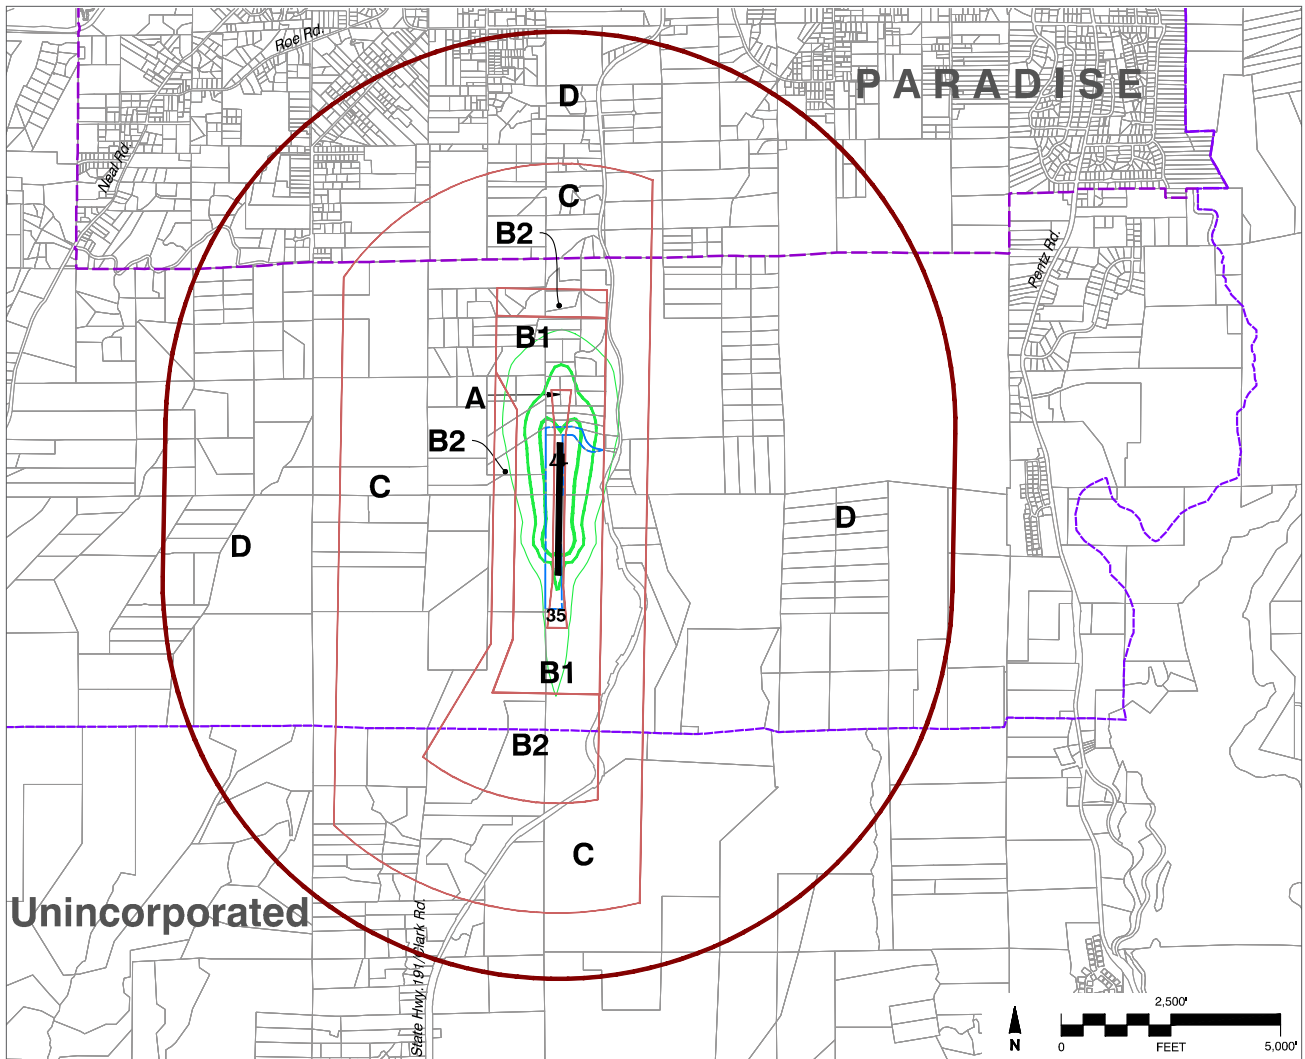 Roe Rd.
D
PARADISE
Neal Rd.
C
B2
Pentz Rd.
B1
A
B2
C
D
D
35
B1
B2
C
Unincorporated
State Hwy.191/Clark Rd.
2,500'
N
0 FEET 5,000'